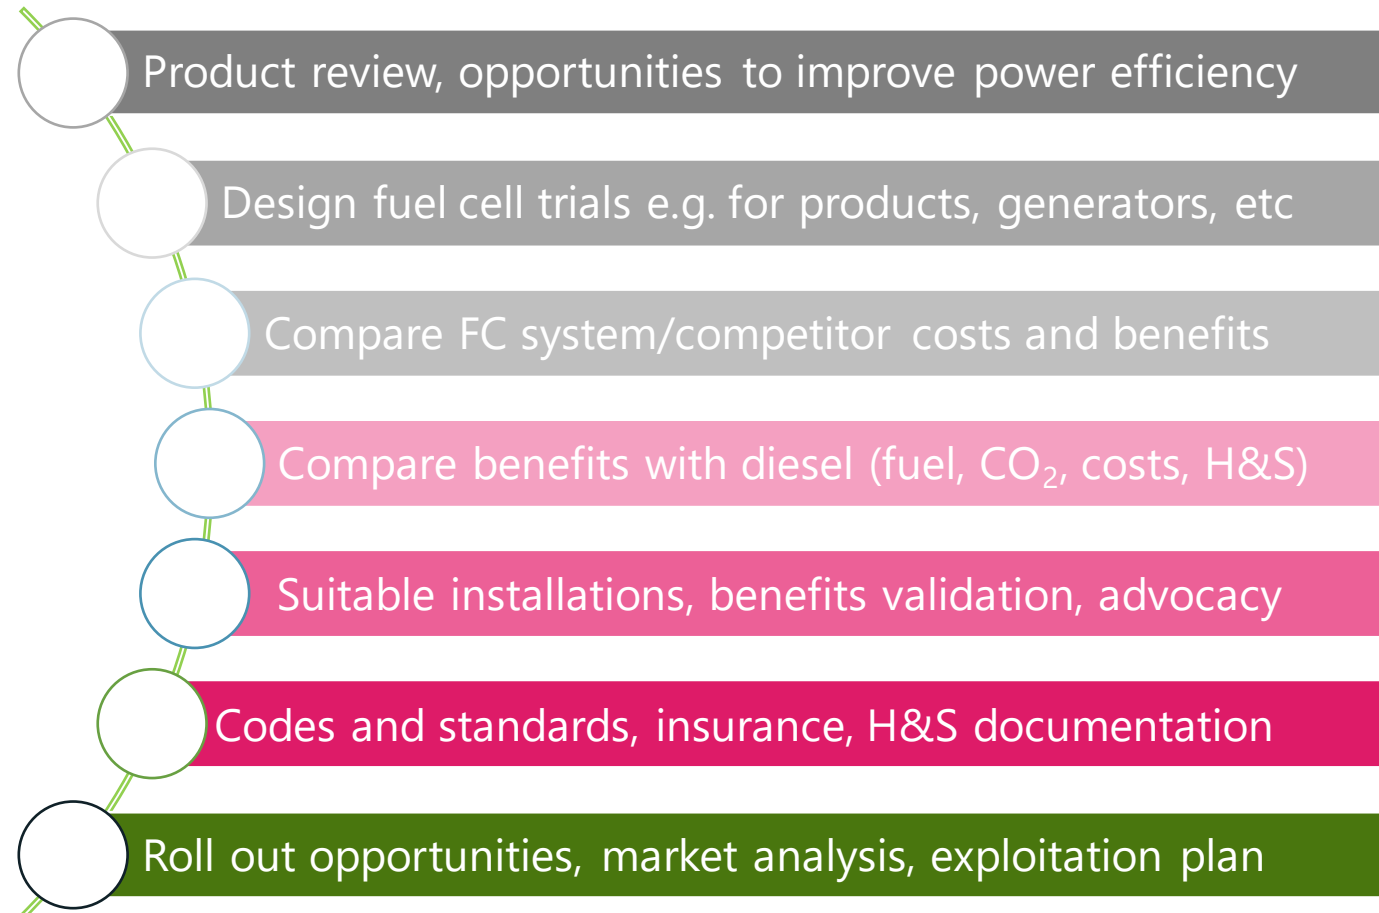 Product review, opportunities to improve power efficiency
Design fuel cell trials e.g. for products, generators, etc
Compare FC system/competitor costs and benefits
Compare benefits with diesel (fuel, CO₂, costs, H&S)
Suitable installations, benefits validation, advocacy
Codes and standards, insurance, H&S documentation
Roll out opportunities, market analysis, exploitation plan